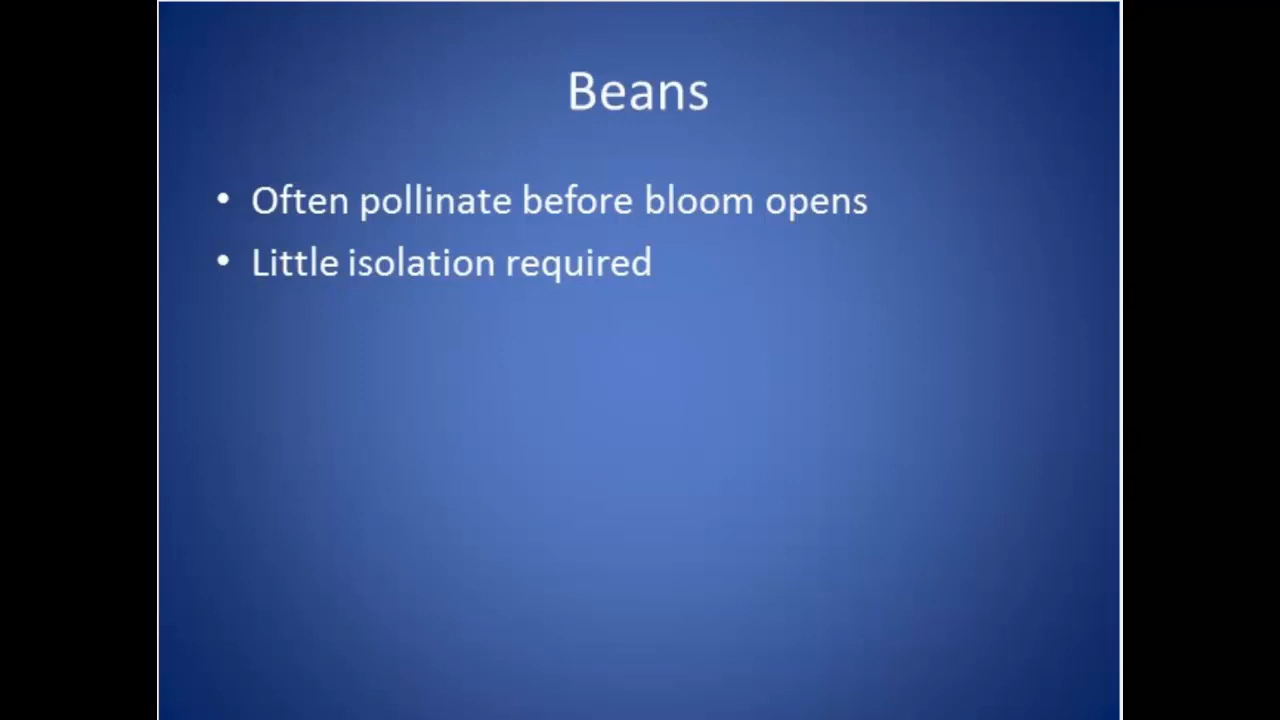 Beans
• Often pollinate before bloom opens
• Little isolation required